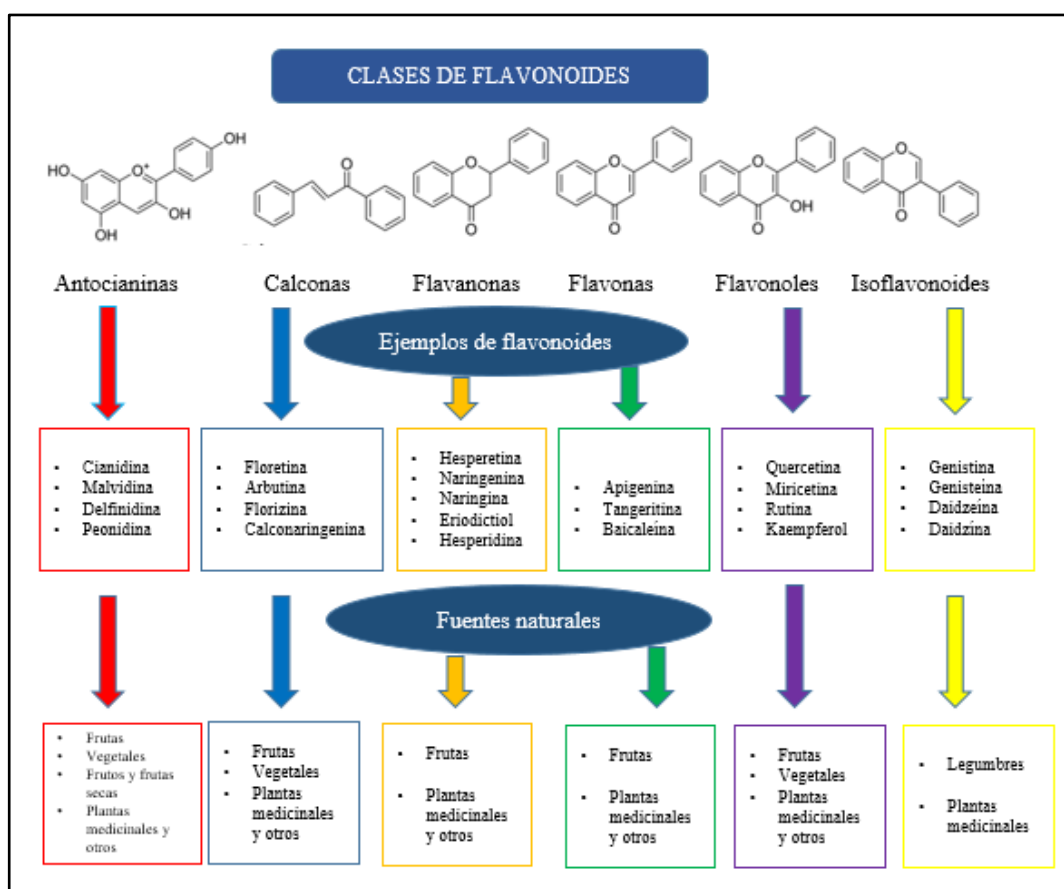 CLASES DE FLAVONOIDES
OH
HO
O+
OH
OH
O
O
O
O
O
O
O
OH
O
O
Antocianinas
Calconas
Flavanonas
Flavonas
Flavonoles
Isoflavonoides
Ejemplos de flavonoides
▪ Cianidina
▪ Malvidina
▪ Delfinidina
▪ Peonidina
▪ Floretina
▪ Arbutina
▪ Florizina
▪ Calconaringenina
▪ Hesperetina
▪ Naringenina
▪ Naringina
▪ Eriodictiol
▪ Hesperidina
▪ Apigenina
▪ Tangeritina
▪ Baicaleína
▪ Quercetina
▪ Miricetina
▪ Rutina
▪ Kaempferol
▪ Genistina
▪ Genisteína
▪ Daidzeína
▪ Daidzína
Fuentes naturales
• Frutas
• Vegetales
• Frutos y frutas
secas
• Plantas
medicinales y
otros
▪ Frutas
▪ Vegetales
▪ Plantas
medicinales
y otros
▪ Frutas
▪ Plantas
medicinales
y otros
▪ Frutas
▪ Plantas
medicinales
y otros
▪ Frutas
▪ Vegetales
▪ Plantas
medicinales
y otros
▪ Legumbres
▪ Plantas
medicinales